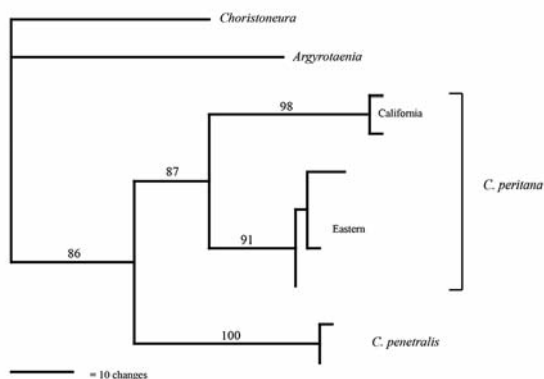 Choristoneura
Argyrotaenia
98
California
87
C. peritana
91
Eastern
86
100
C. penetralis
= 10 changes